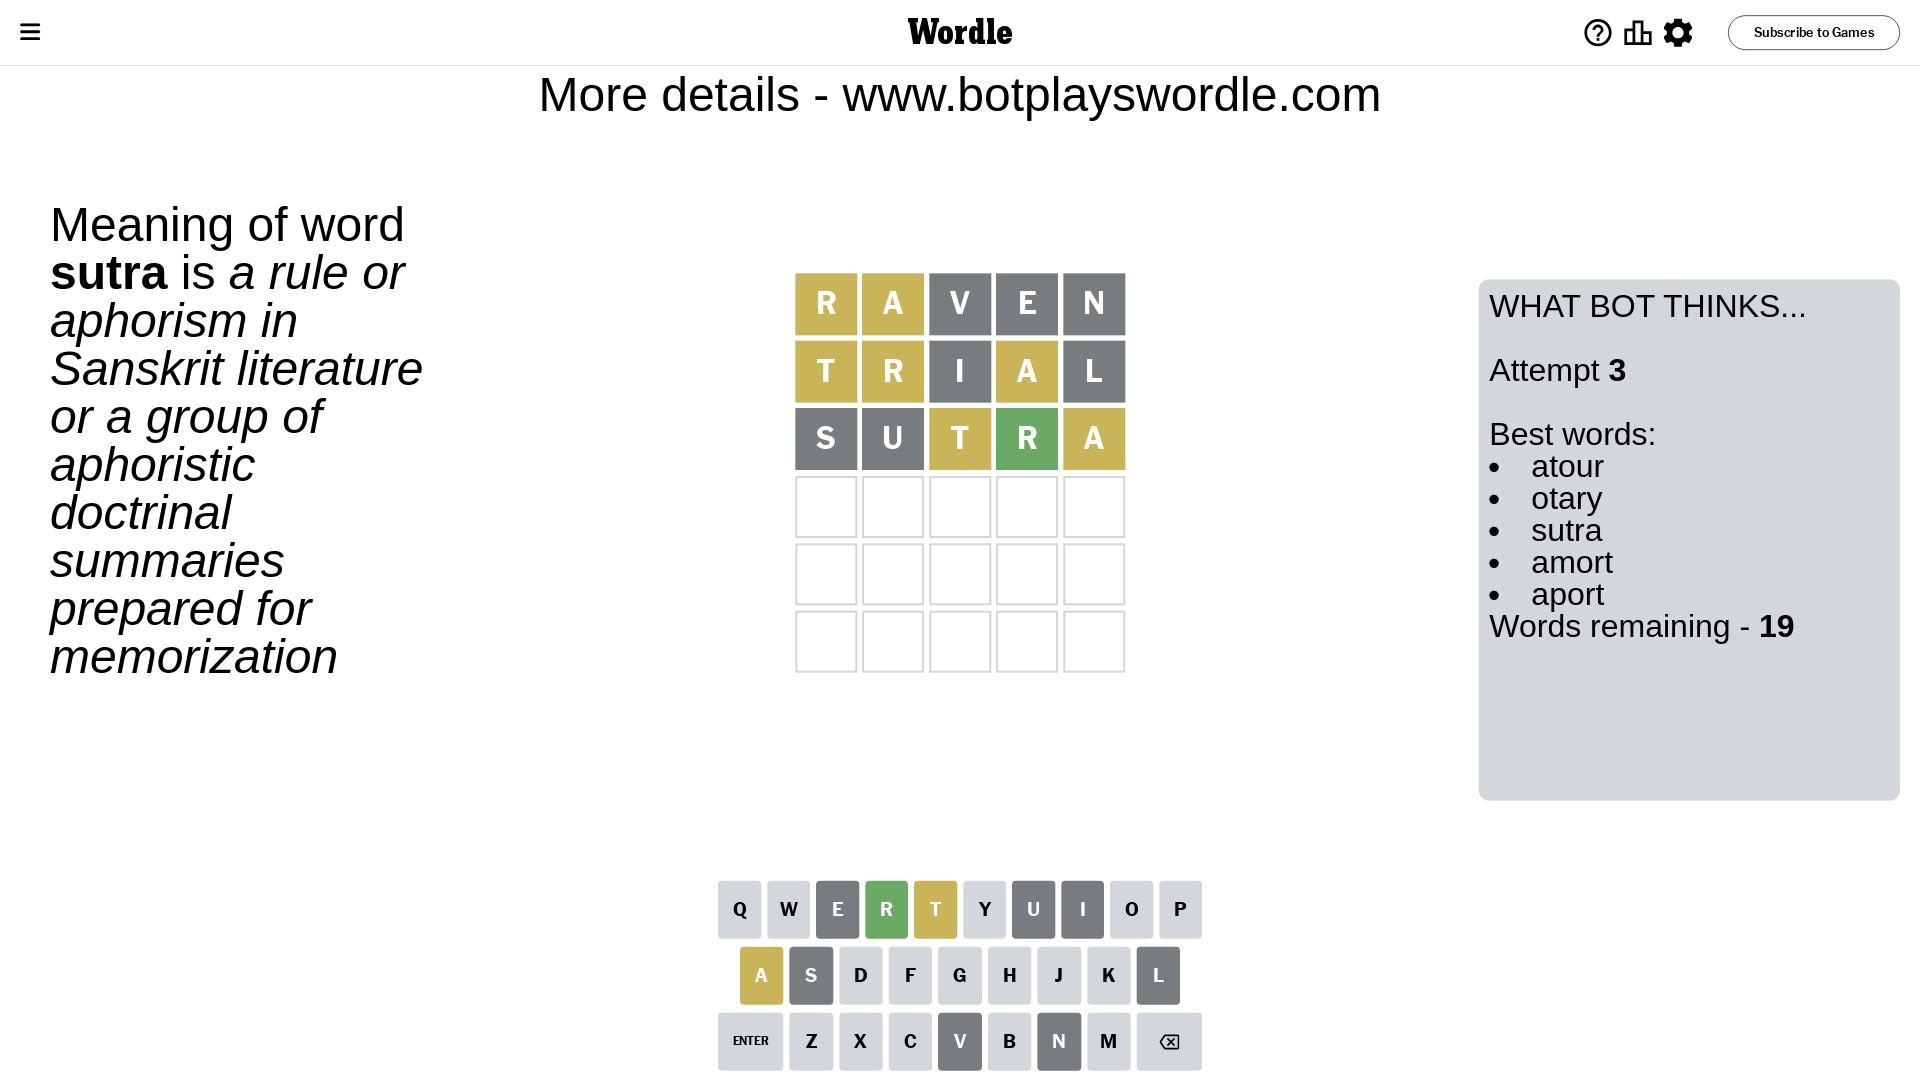 Wordle
Subscribe to Games
More details - www.botplayswordle.com
Meaning of word
sutra is a rule or
aphorism in
Sanskrit literature
or a group of
aphoristic
doctrinal
summaries
prepared for
memorization
R A V E N
T R I A L
S U T R A
WHAT BOT THINKS...
Attempt 3
Best words:
• atour
• otary
• sutra
• amort
• aport
Words remaining - 19
Q W E R T Y U I O P
A S D F G H J K L
ENTER Z X C V B N M